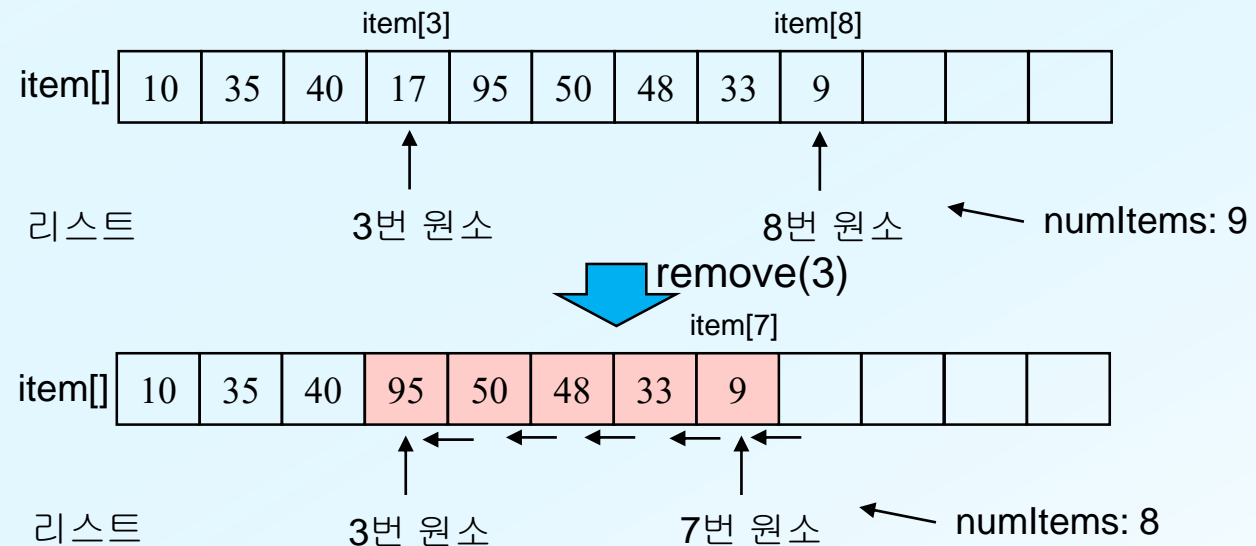 item[3] item[8]
item[] 10 35 40 17 95 50 48 33 9
리스트 3번 원소 8번 원소 numItems: 9
remove(3)
item[7]
item[] 10 35 40 95 50 48 33 9
리스트 3번 원소 7번 원소 numItems: 8